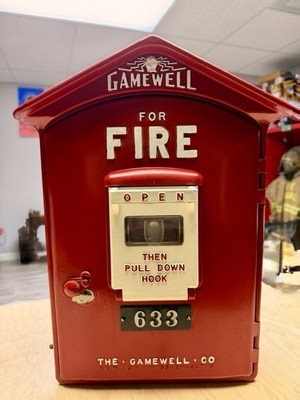 GAMEWELL
FOR
FIRE
OPEN
THEN
PULL DOWN
HOOK
633
THE · GAMEWELL · CO